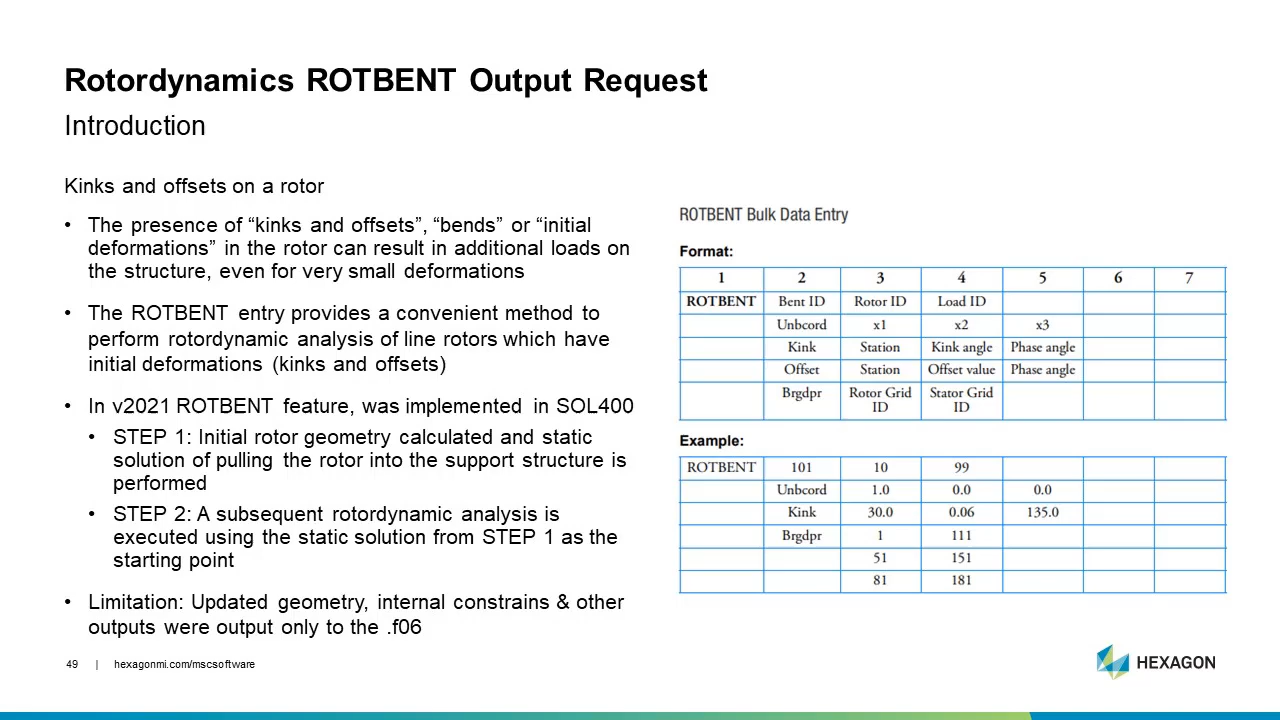 Rotordynamics ROTBENT Output Request
Introduction
Kinks and offsets on a rotor
• The presence of “kinks and offsets”, “bends” or “initial
deformations” in the rotor can result in additional loads on
the structure, even for very small deformations
• The ROTBENT entry provides a convenient method to
perform rotordynamic analysis of line rotors which have
initial deformations (kinks and offsets)
• In v2021 ROTBENT feature, was implemented in SOL400
• STEP 1: Initial rotor geometry calculated and static
solution of pulling the rotor into the support structure is
performed
• STEP 2: A subsequent rotordynamic analysis is
executed using the static solution from STEP 1 as the
starting point
• Limitation: Updated geometry, internal constrains & other
outputs were output only to the .f06
ROTBENT Bulk Data Entry
Format:
1 2 3 4 5 6 7
ROTBENT Bent ID Rotor ID Load ID
Unbcord x1 x2 x3
Kink Station Kink angle Phase angle
Offset Station Offset value Phase angle
Brgdpr Rotor Grid Stator Grid
ID ID
Example:
ROTBENT 101 10 99
Unbcord 1.0 0.0 0.0
Kink 30.0 0.06 135.0
Brgdpr 1 111
51 151
81 181
49 | hexagonmi.com/mscsoftware
HEXAGON